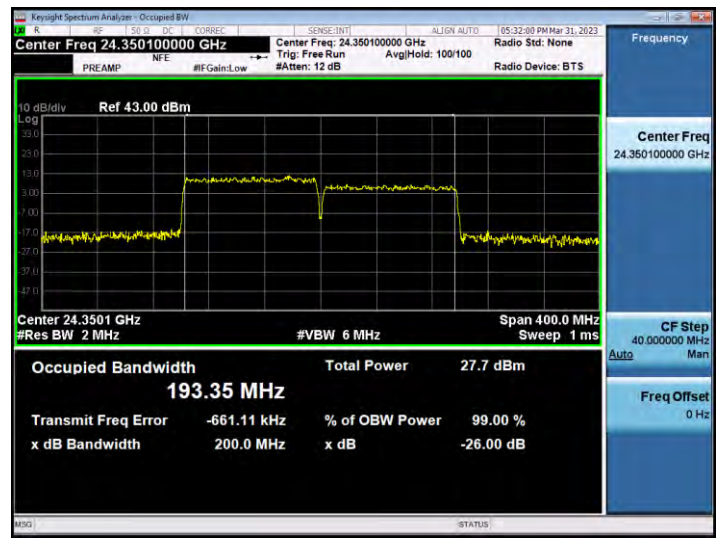 Keysight Spectrum Analyzer - Occupied BW
R RF 50 Ω DC CORREC SENSE:INT ALIGN AUTO 05:32:00 PM Mar 31, 2023
Center Freq 24.350100000 GHz Center Freq: 24.350100000 GHz Radio Std: None Frequency
NFE Trig: Free Run Avg|Hold: 100/100
PREAMP #IFGain:Low #Atten: 12 dB Radio Device: BTS
10 dB/div Ref 43.00 dBm
Log
33.0
23.0
13.0
3.00
-7.00
-17.0
-27.0
-37.0
-47.0
Center 24.3501 GHz Span 400.0 MHz
#Res BW 2 MHz #VBW 6 MHz Sweep 1 ms
Occupied Bandwidth Total Power 27.7 dBm
193.35 MHz
Transmit Freq Error -661.11 kHz % of OBW Power 99.00 %
x dB Bandwidth 200.0 MHz x dB -26.00 dB
Center Freq
24.350100000 GHz
CF Step
40.000000 MHz
Auto Man
Freq Offset
0 Hz
MSG STATUS